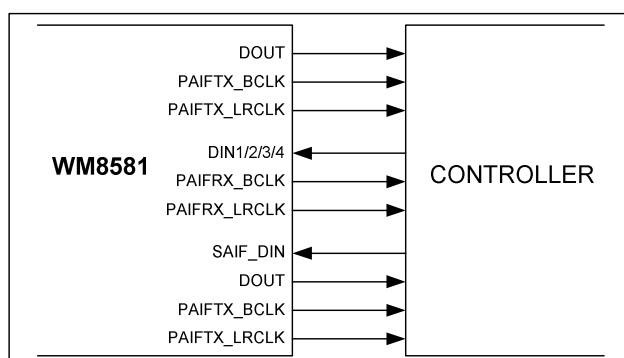 DOUT
PAIFTX_BCLK
PAIFTX_LRCLK
DIN1/2/3/4
WM8581
PAIFRX_BCLK
CONTROLLER
PAIFRX_LRCLK
SAIF_DIN
DOUT
PAIFTX_BCLK
PAIFTX_LRCLK